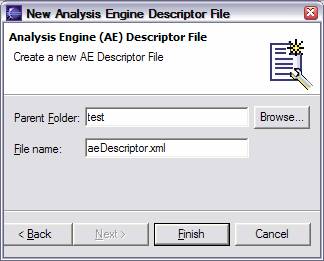 New Analysis Engine Descriptor File
Analysis Engine (AE) Descriptor File
Create a new AE Descriptor File
Parent Folder: test Browse...
File name: aeDescriptor.xml
< Back Next > Finish Cancel